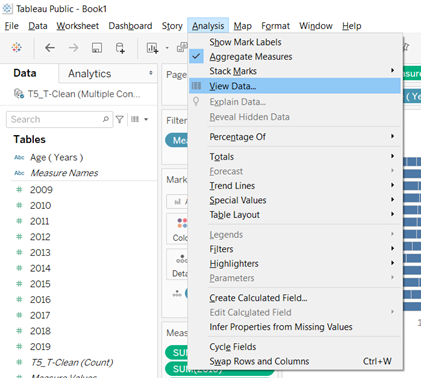 Tableau Public - Book1
File Data Worksheet Dashboard Story Analysis Map Format Window Help
Data Analytics
T5_T-Clean (Multiple Con...
Search
Tables
Abc Age ( Years )
Abc Measure Names
# 2009
# 2010
# 2011
# 2012
# 2013
# 2014
# 2015
# 2016
# 2017
# 2018
# 2019
# T5_T-Clean (Count)
# Measure Values
Show Mark Labels
Aggregate Measures
Stack Marks
View Data...
Explain Data...
Reveal Hidden Data
Percentage Of
Totals
Forecast
Trend Lines
Special Values
Table Layout
Legends
Filters
Highlighters
Parameters
Create Calculated Field...
Edit Calculated Field
Infer Properties from Missing Values
Cycle Fields
Swap Rows and Columns Ctrl+W
Page
Filter
Mea
Mark
Colo
Deta
Meas